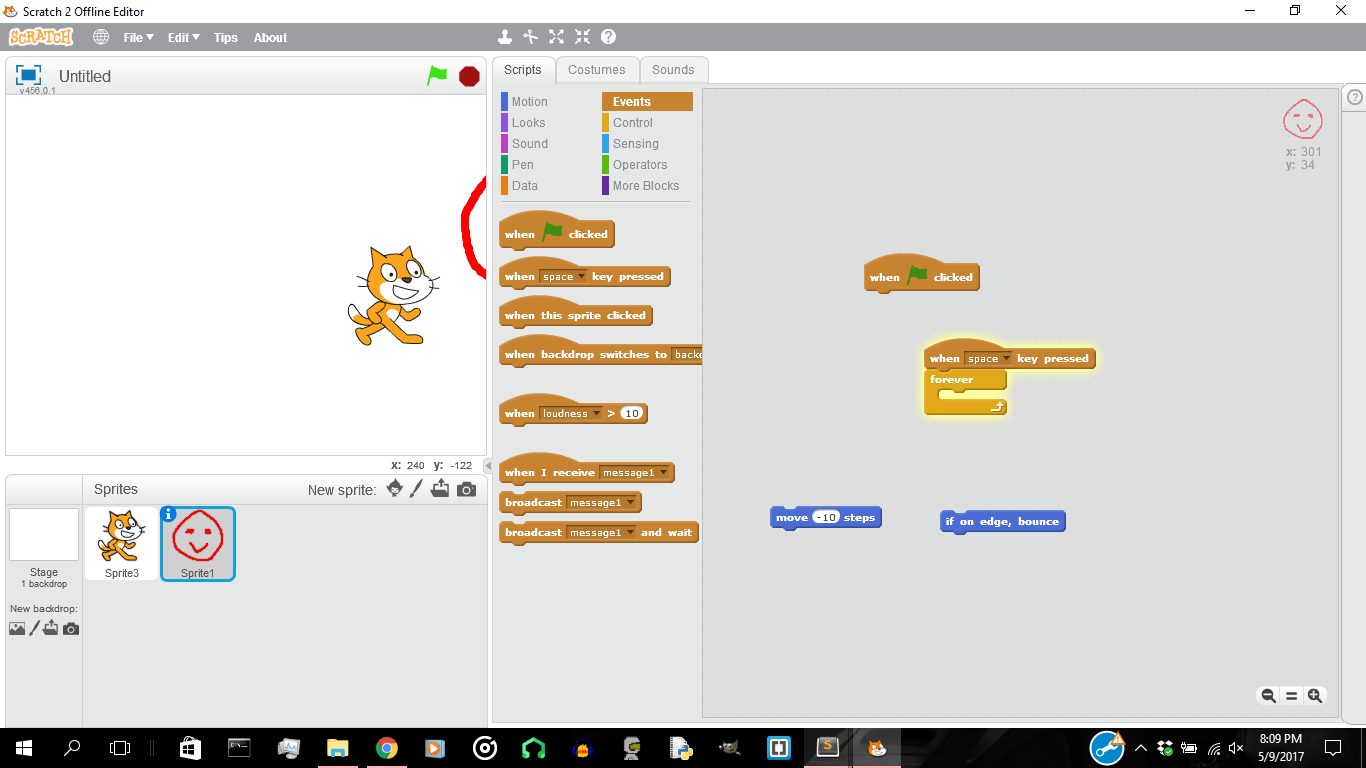 Scratch 2 Offline Editor
SCRATCH File Edit Tips About
Untitled
v456.0.1
Scripts Costumes Sounds
Motion Events
Looks Control
Sound Sensing
Pen Operators
Data More Blocks
when clicked
when space key pressed
when this sprite clicked
when backdrop switches to
when loudness > 10
when I receive message1
broadcast message1
broadcast message1 and wait
x: 301
y: 34
when clicked
when space key pressed
forever
move -10 steps
if on edge, bounce
x: 240 y: -122
Sprites New sprite:
Stage
1 backdrop
New backdrop:
Sprite3
Sprite1
8:09 PM
5/9/2017